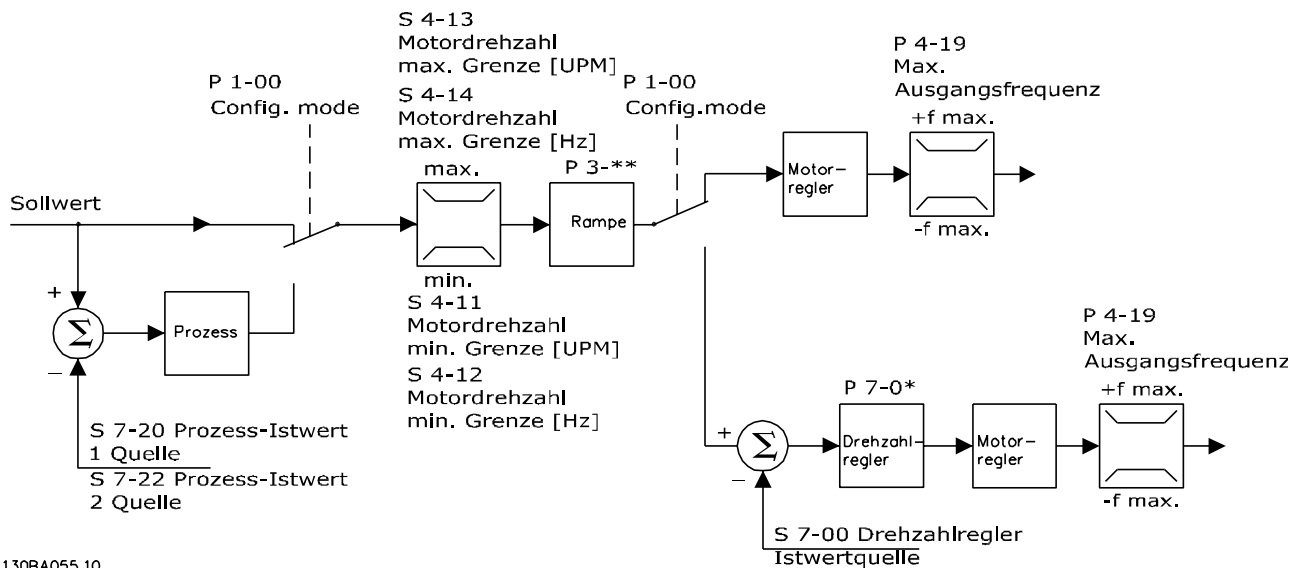 S 4-13
Motordrehzahl
max. Grenze [UPM]
S 4-14
Motordrehzahl
max. Grenze [Hz]
max.
P 1-00
Config. mode
P 3-**
Rampe
P 1-00
Config.mode
P 4-19
Max.
Ausgangsfrequenz
+f max.
Motor-
regler
-f max.
Sollwert
+
Σ
−
Prozess
min.
S 4-11
Motordrehzahl
min. Grenze [UPM]
S 4-12
Motordrehzahl
min. Grenze [Hz]
S 7-20 Prozess-Istwert
1 Quelle
S 7-22 Prozess-Istwert
2 Quelle
+
Σ
−
P 7-0*
Drehzahl-
regler
Motor-
regler
P 4-19
Max.
Ausgangsfrequenz
+f max.
-f max.
S 7-00 Drehzahlregler
Istwertquelle
130BA055.10